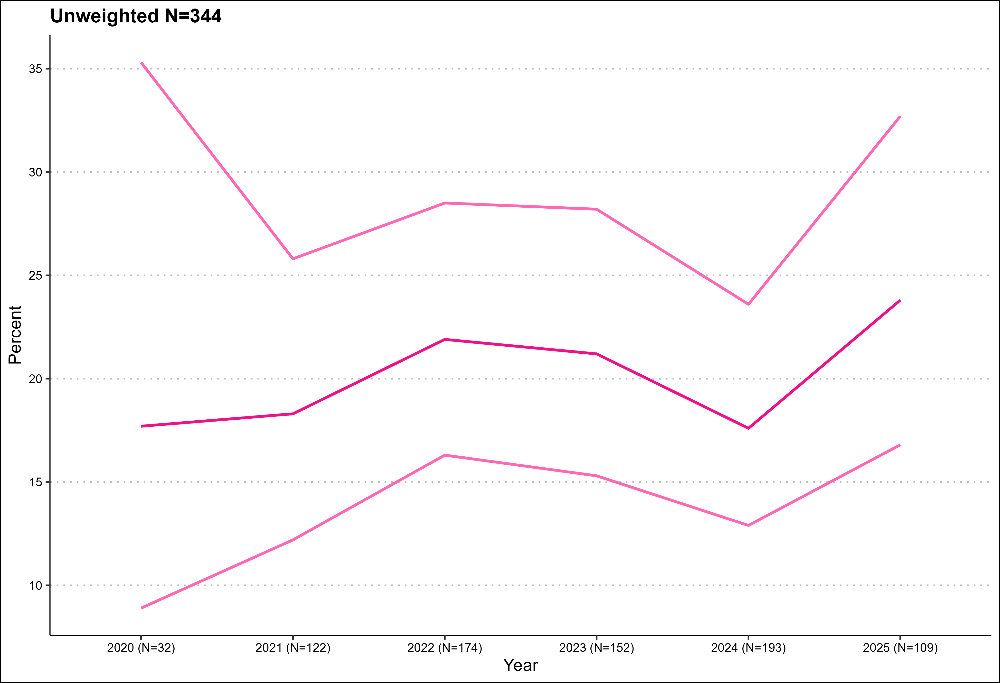 Unweighted N=344
35
30
25
20
15
10
Percent
2020 (N=32)
2021 (N=122)
2022 (N=174)
2023 (N=152)
2024 (N=193)
2025 (N=109)
Year